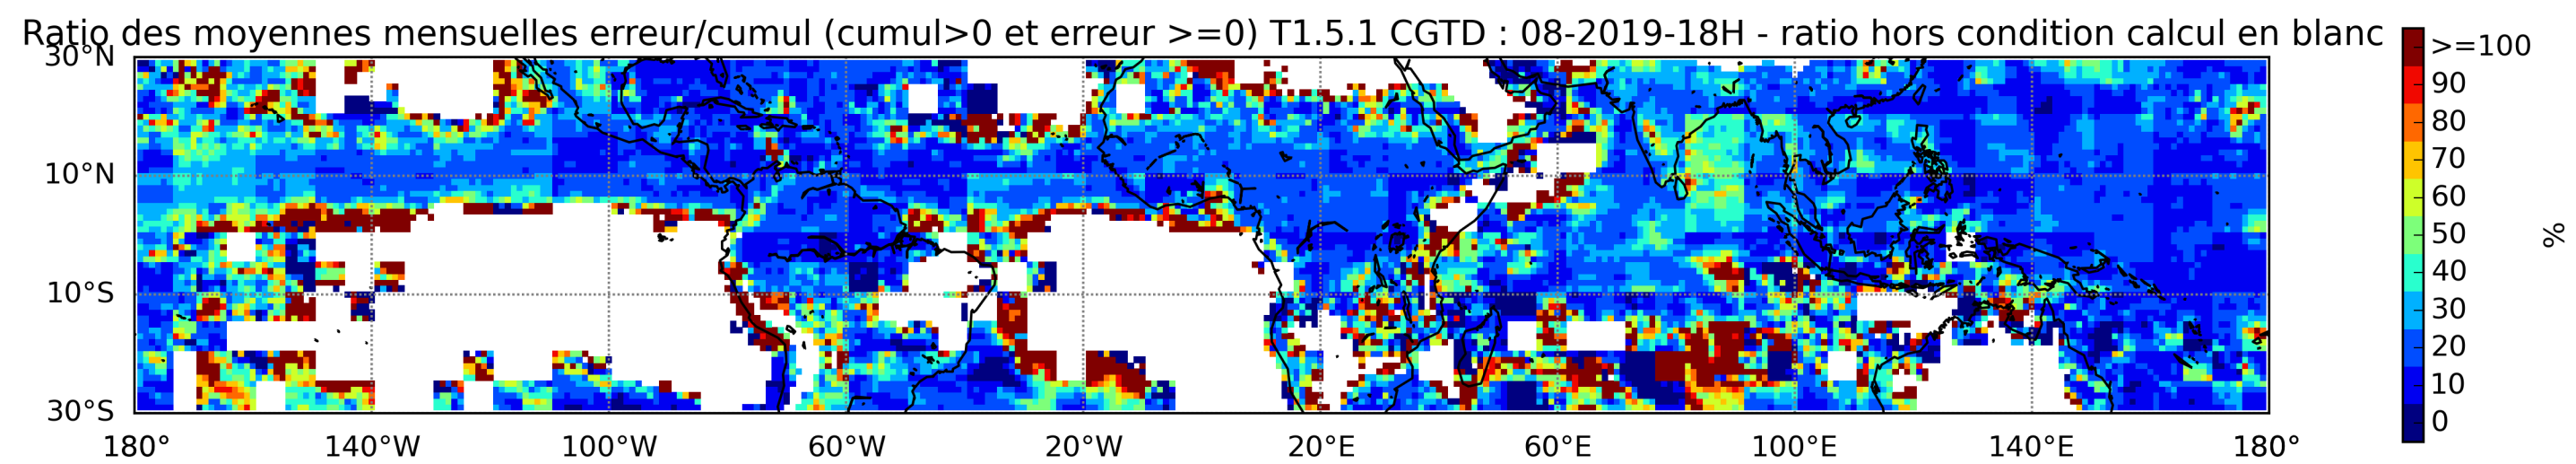 Ratio des moyennes mensuelles erreur/cumul (cumul>0 et erreur >=0) T1.5.1 CGTD : 08-2019-18H - ratio hors condition calcul en blanc
30°N
10°N
10°S
30°S
180°
140°W
100°W
60°W
20°W
20°E
60°E
100°E
140°E
180°
>=100
90
80
70
60
50
40
30
20
10
0
%